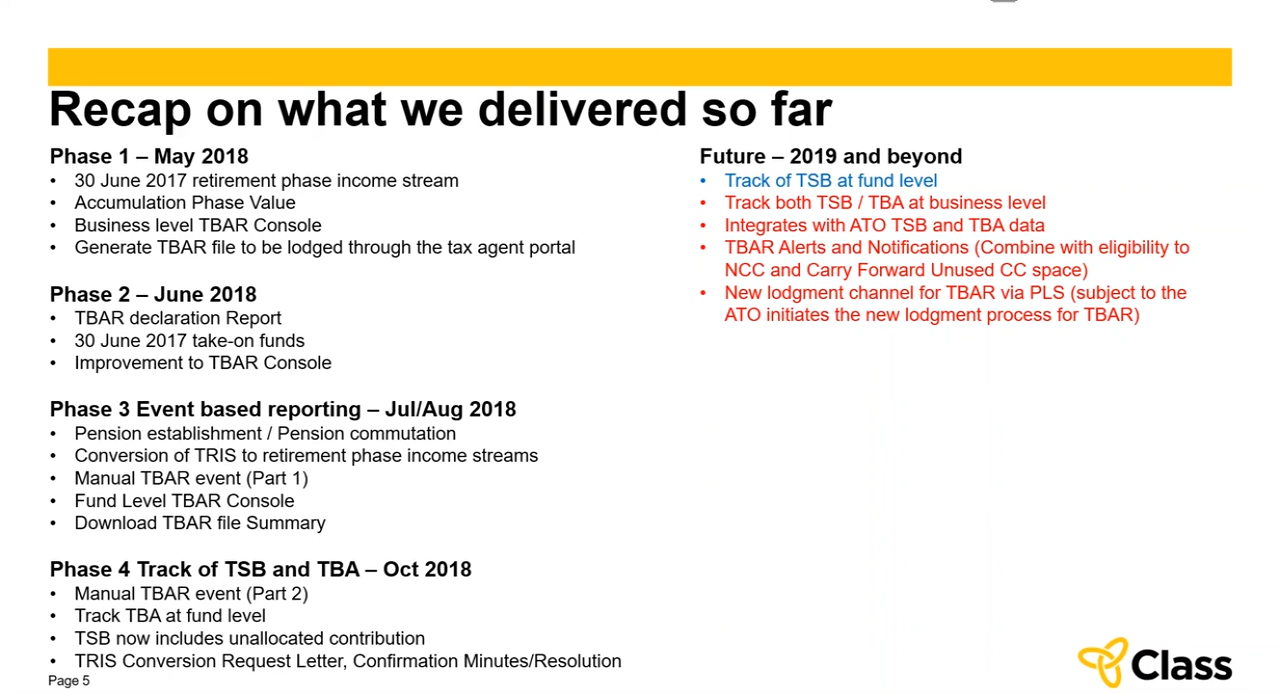 Recap on what we delivered so far
Phase 1 – May 2018
• 30 June 2017 retirement phase income stream
• Accumulation Phase Value
• Business level TBAR Console
• Generate TBAR file to be lodged through the tax agent portal
Phase 2 – June 2018
• TBAR declaration Report
• 30 June 2017 take-on funds
• Improvement to TBAR Console
Phase 3 Event based reporting – Jul/Aug 2018
• Pension establishment / Pension commutation
• Conversion of TRIS to retirement phase income streams
• Manual TBAR event (Part 1)
• Fund Level TBAR Console
• Download TBAR file Summary
Phase 4 Track of TSB and TBA – Oct 2018
• Manual TBAR event (Part 2)
• Track TBA at fund level
• TSB now includes unallocated contribution
• TRIS Conversion Request Letter, Confirmation Minutes/Resolution
Page 5
Future – 2019 and beyond
• Track of TSB at fund level
• Track both TSB / TBA at business level
• Integrates with ATO TSB and TBA data
• TBAR Alerts and Notifications (Combine with eligibility to
NCC and Carry Forward Unused CC space)
• New lodgment channel for TBAR via PLS (subject to the
ATO initiates the new lodgment process for TBAR)
Class